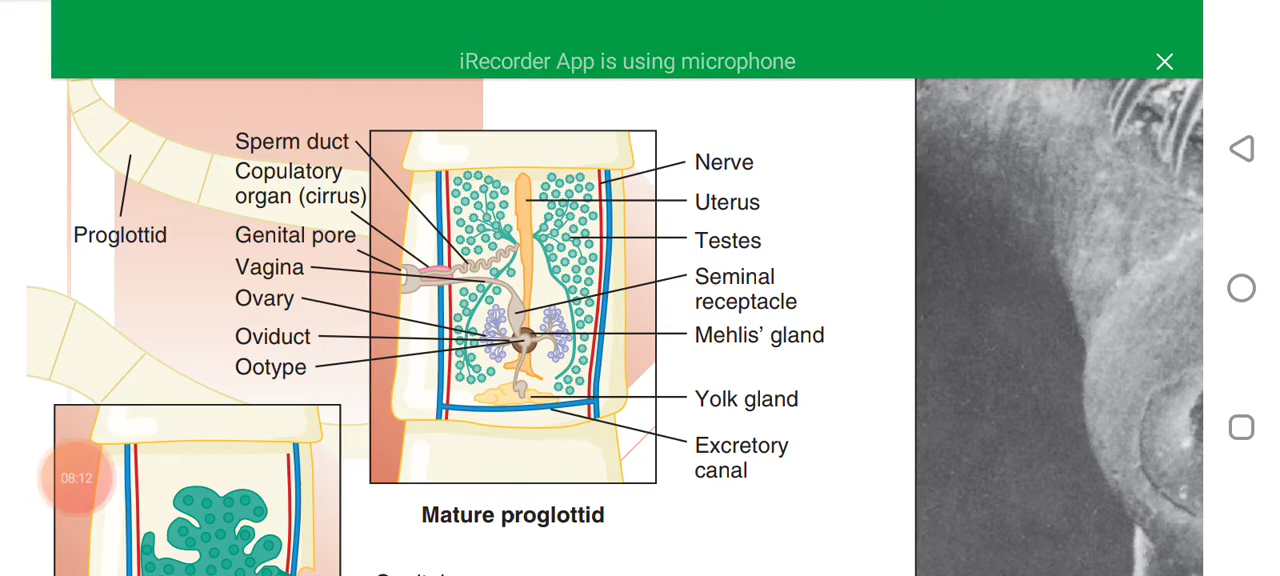 iRecorder App is using microphone
Sperm duct
Copulatory
organ (cirrus)
Genital pore
Vagina
Ovary
Oviduct
Ootype
Proglottid
Nerve
Uterus
Testes
Seminal
receptacle
Mehlis’ gland
Yolk gland
Excretory
canal
08:12
Mature proglottid